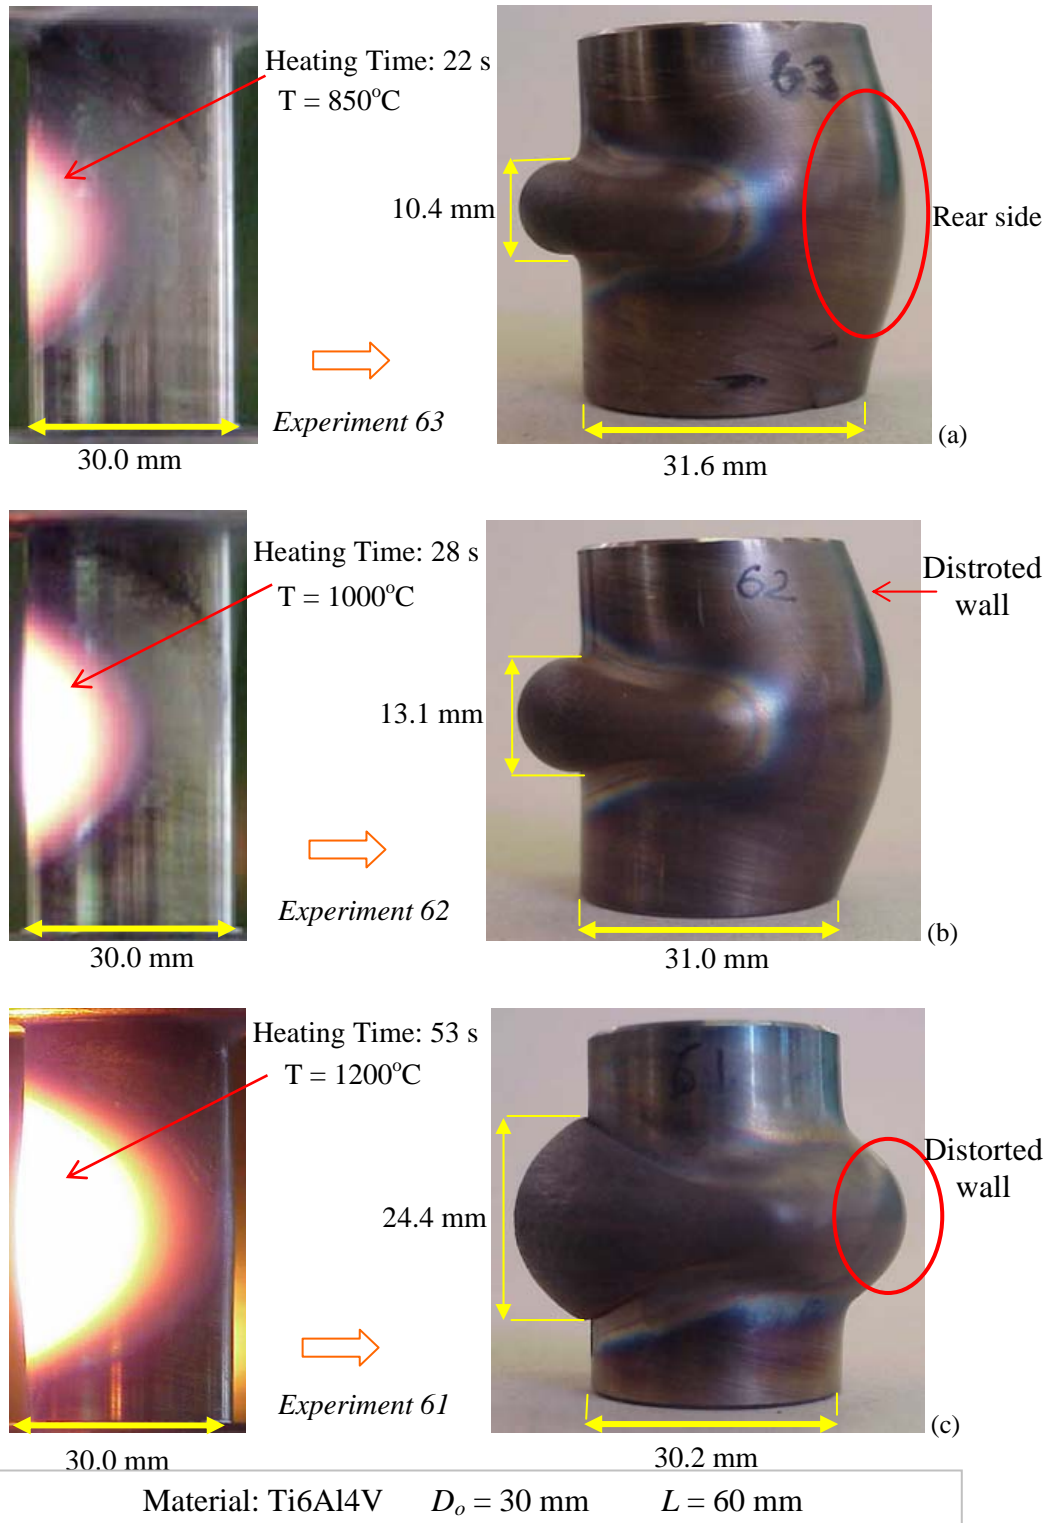 Heating Time: 22 s
T = 850°C
63
10.4 mm
Rear side
Experiment 63
(a)
30.0 mm
31.6 mm
Heating Time: 28 s
T = 1000°C
62
Distroted
wall
13.1 mm
Experiment 62
(b)
30.0 mm
31.0 mm
Heating Time: 53 s
T = 1200°C
61
Distorted
wall
24.4 mm
Experiment 61
(c)
30.0 mm
30.2 mm
Material: Ti6Al4V Do = 30 mm L = 60 mm